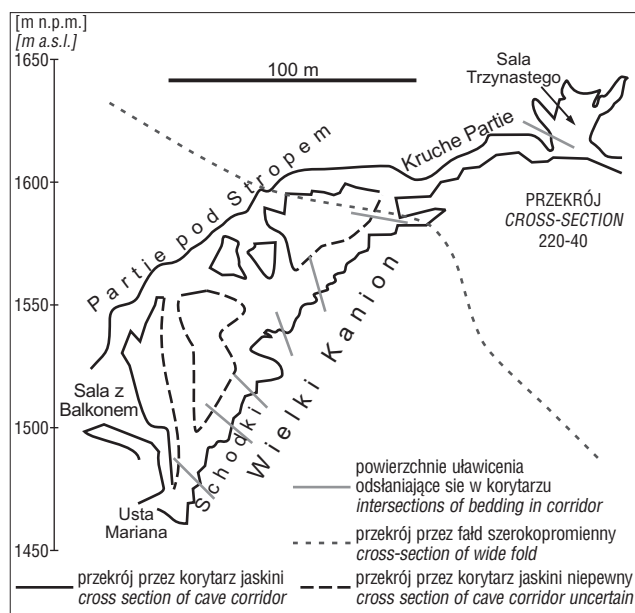 [m n.p.m.]
[m a.s.l.]
1650
1600
1550
1500
1450
100 m
Sala
Trzynastego
Kruche Partie
Partie pod Stropem
PRZEKRÓJ
CROSS-SECTION
220-40
Wielki Kanion
Schodki
Sala z
Balkonem
Usta
Mariana
powierzchnie uławicenia
odsłaniające sie w korytarzu
intersections of bedding in corridor
przekrój przez fałd szerokopromienny
cross-section of wide fold
przekrój przez korytarz jaskini
cross section of cave corridor
przekrój przez korytarz jaskini niepewny
cross section of cave corridor uncertain